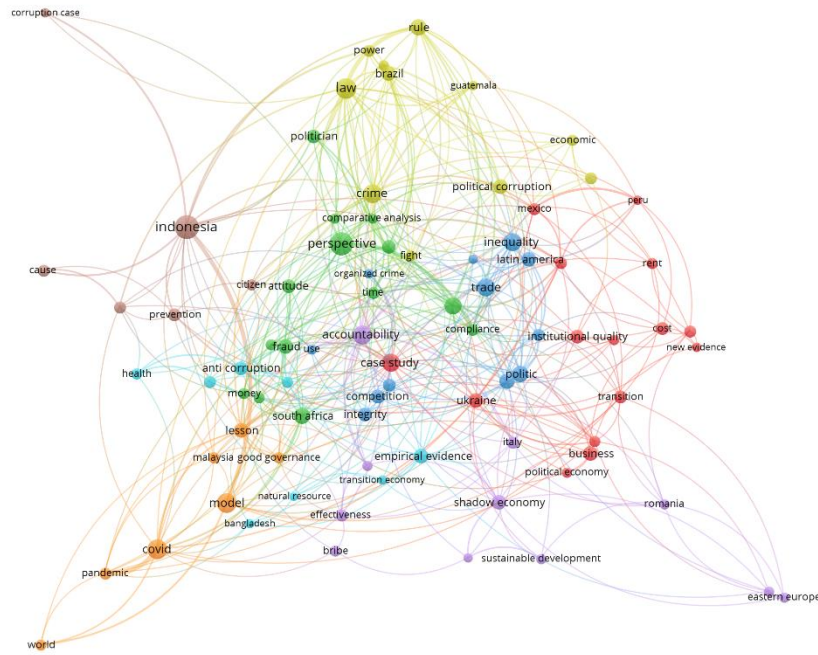 corruption case
rule
power
brazil
law
guatemala
politician
economic
crime
political corruption
peru
mexico
comparative analysis
indonesia
perspective
inequality
fight
latin america
rent
cause
organized crime
citizen
attitude
trade
time
prevention
compliance
cost
accountability
institutional quality
fraud
use
new evidence
case study
health
anti corruption
politic
money
competition
ukraine
transition
south africa
integrity
lesson
italy
business
malaysia
good governance
empirical evidence
political economy
transition economy
natural resource
model
shadow economy
romania
bangladesh
effectiveness
covid
bribe
sustainable development
pandemic
eastern europe
world